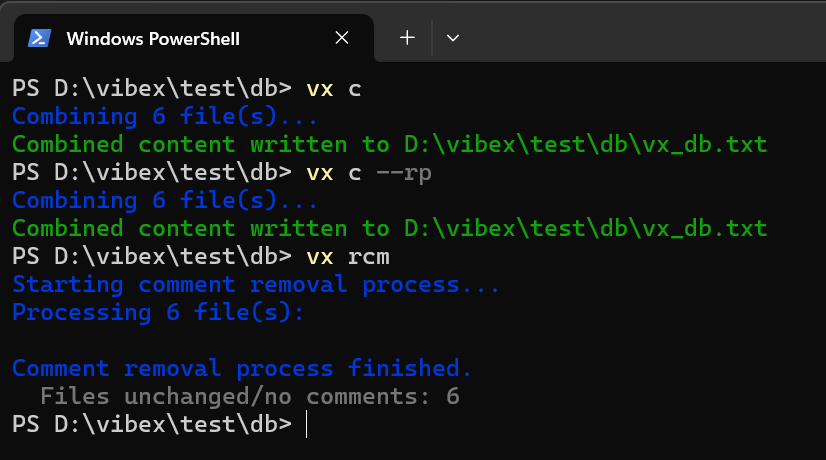 Windows PowerShell
PS D:\vibex\test\db> vx c
Combining 6 file(s)...
Combined content written to D:\vibex\test\db\vx_db.txt
PS D:\vibex\test\db> vx c --rp
Combining 6 file(s)...
Combined content written to D:\vibex\test\db\vx_db.txt
PS D:\vibex\test\db> vx rcm
Starting comment removal process...
Processing 6 file(s):
Comment removal process finished.
  Files unchanged/no comments: 6
PS D:\vibex\test\db>